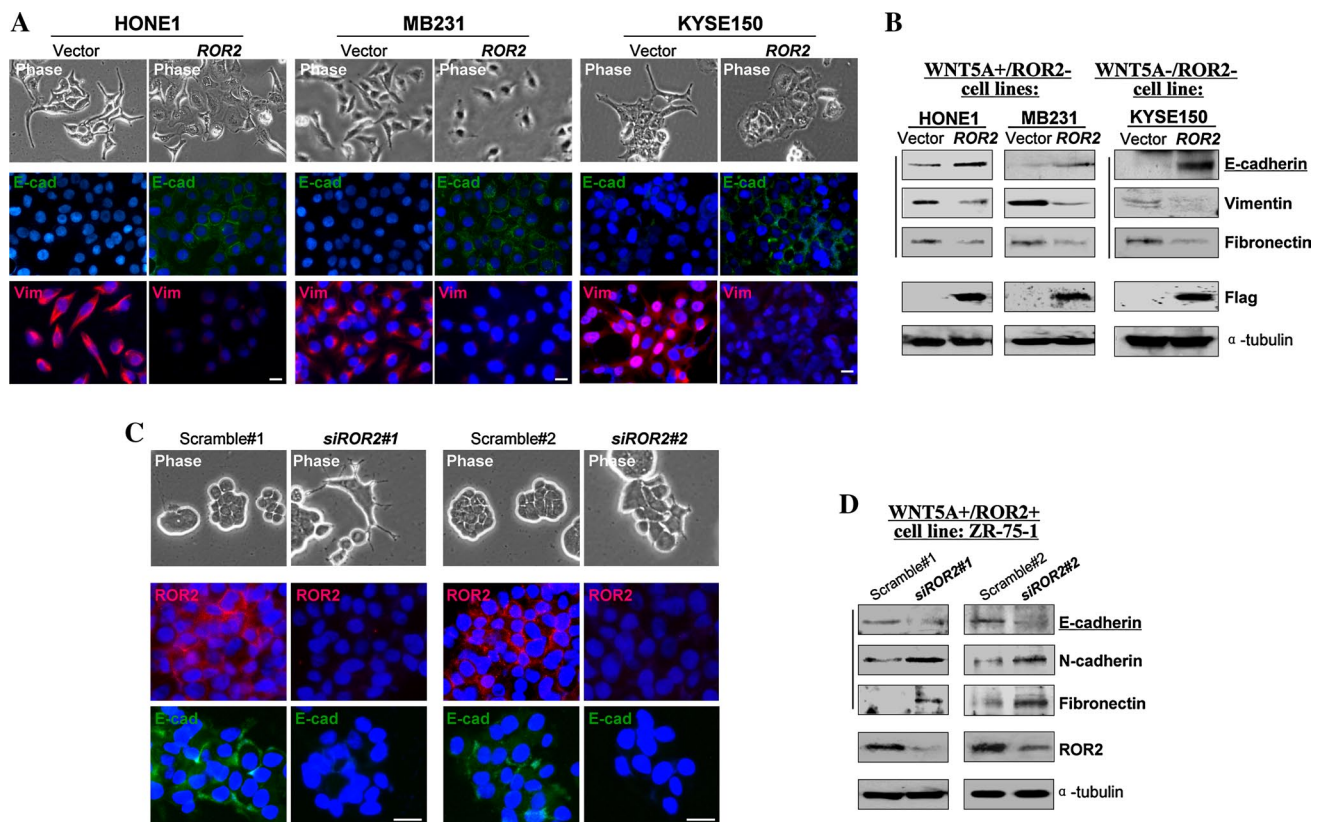 A
HONE1 MB231 KYSE150
Vector ROR2 Vector ROR2 Vector ROR2
Phase Phase Phase Phase Phase Phase
E-cad E-cad E-cad E-cad E-cad E-cad
Vim Vim Vim Vim Vim Vim
B
WNT5A+/ROR2- WNT5A-/ROR2-
cell lines: cell line:
HONE1 MB231 KYSE150
Vector ROR2 Vector ROR2 Vector ROR2
E-cadherin
Vimentin
Fibronectin
Flag
α-tubulin
C
Scramble#1 siROR2#1 Scramble#2 siROR2#2
Phase Phase Phase Phase
ROR2 ROR2 ROR2 ROR2
E-cad E-cad E-cad E-cad
D
WNT5A+/ROR2+
cell line: ZR-75-1
Scramble#1 siROR2#1 Scramble#2 siROR2#2
E-cadherin
N-cadherin
Fibronectin
ROR2
α-tubulin